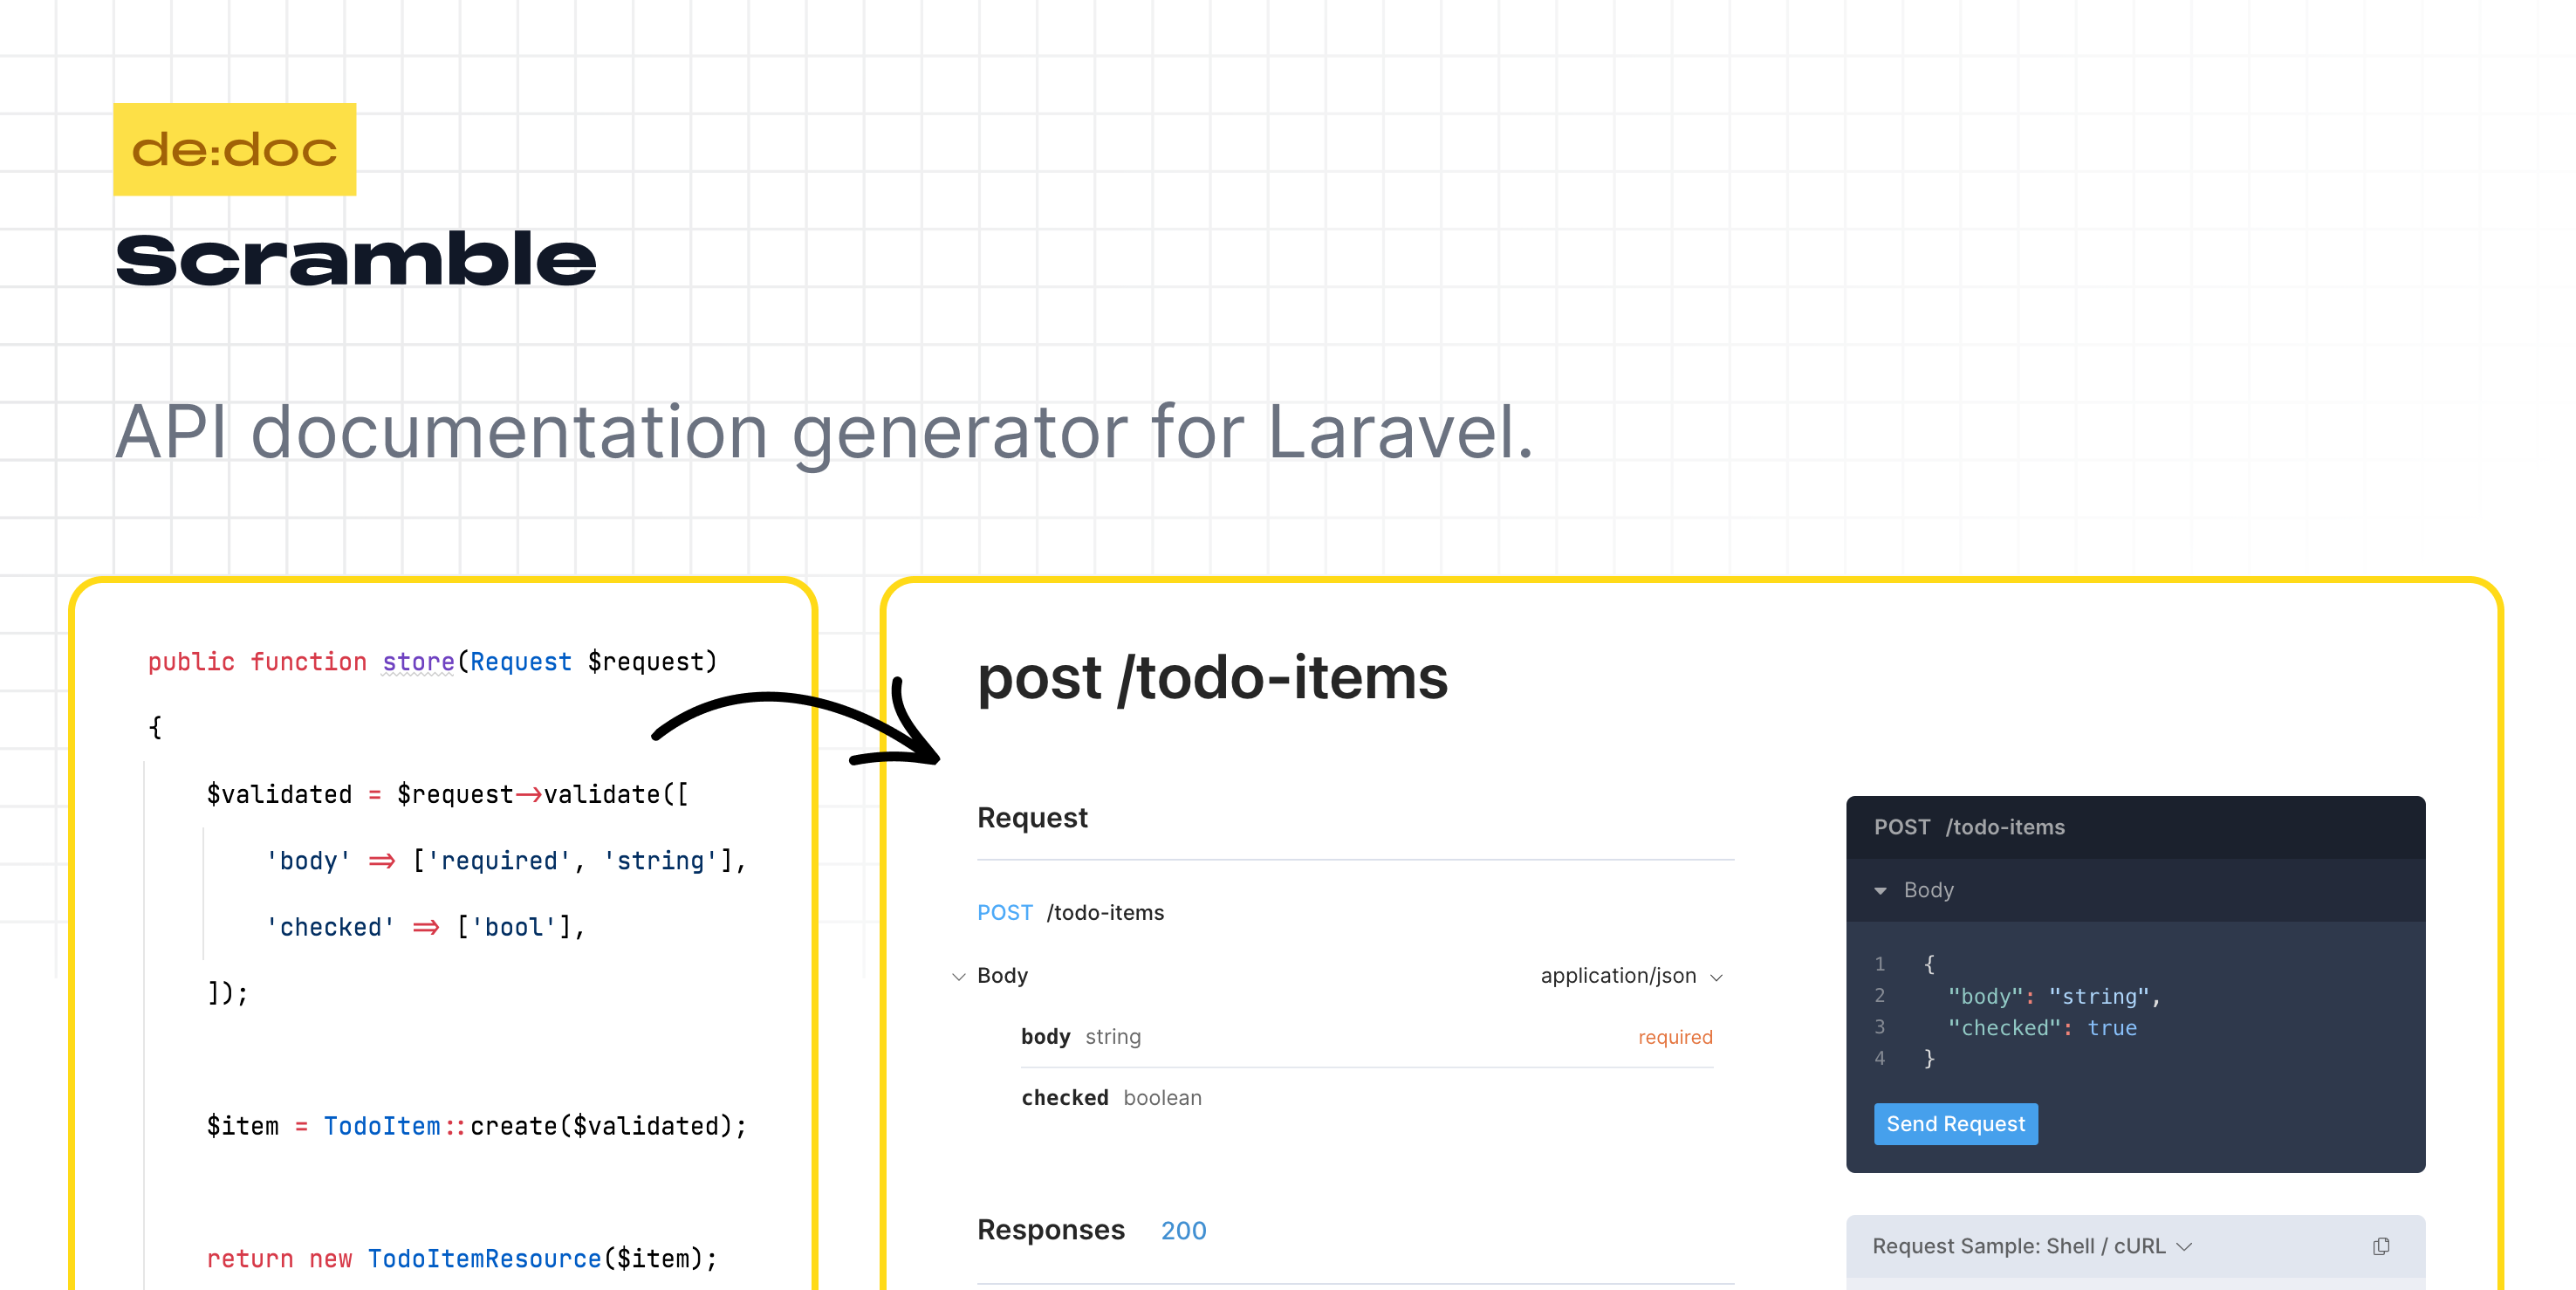 de:doc
Scramble
API documentation generator for Laravel.
public function store(Request $request)
{
$validated = $request->validate([
'body' => ['required', 'string'],
'checked' => ['bool'],
]);
$item = TodoItem::create($validated);
return new TodoItemResource($item);
post /todo-items
Request
POST /todo-items
Body application/json
body string required
checked boolean
Responses 200
POST /todo-items
Body
1 {
2 "body": "string",
3 "checked": true
4 }
Send Request
Request Sample: Shell / cURL